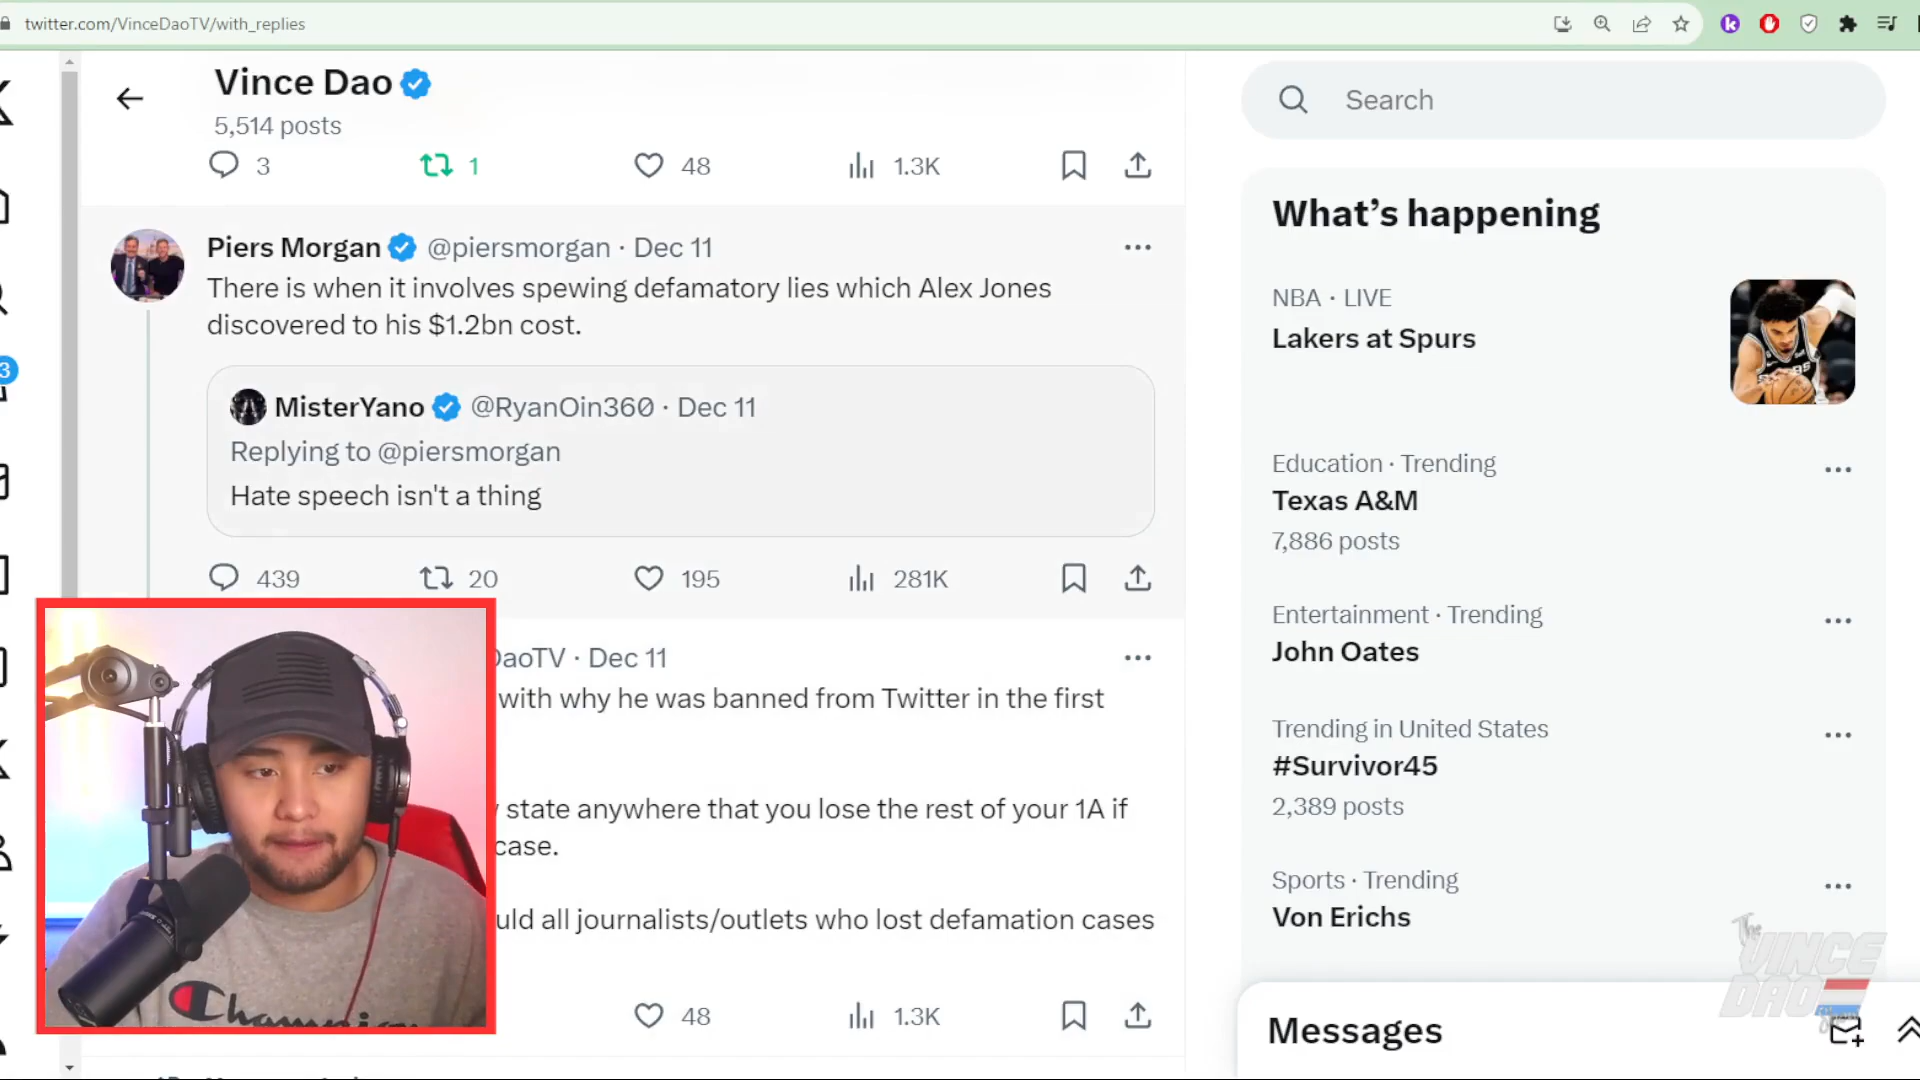 twitter.com/VinceDaoTV/with_replies
Vince Dao
5,514 posts
3
1
48
1.3K
Piers Morgan @piersmorgan · Dec 11
There is when it involves spewing defamatory lies which Alex Jones
discovered to his $1.2bn cost.
MisterYano @RyanOin360 · Dec 11
Replying to @piersmorgan
Hate speech isn't a thing
439
20
195
281K
DaoTV · Dec 11
with why he was banned from Twitter in the first
state anywhere that you lose the rest of your 1A if
case.
all journalists/outlets who lost defamation cases
48
1.3K
Search
What's happening
NBA · LIVE
Lakers at Spurs
Education · Trending
Texas A&M
7,886 posts
Entertainment · Trending
John Oates
Trending in United States
#Survivor45
2,389 posts
Sports · Trending
Von Erichs
Messages
3
Champion
The
VINCE
DAO